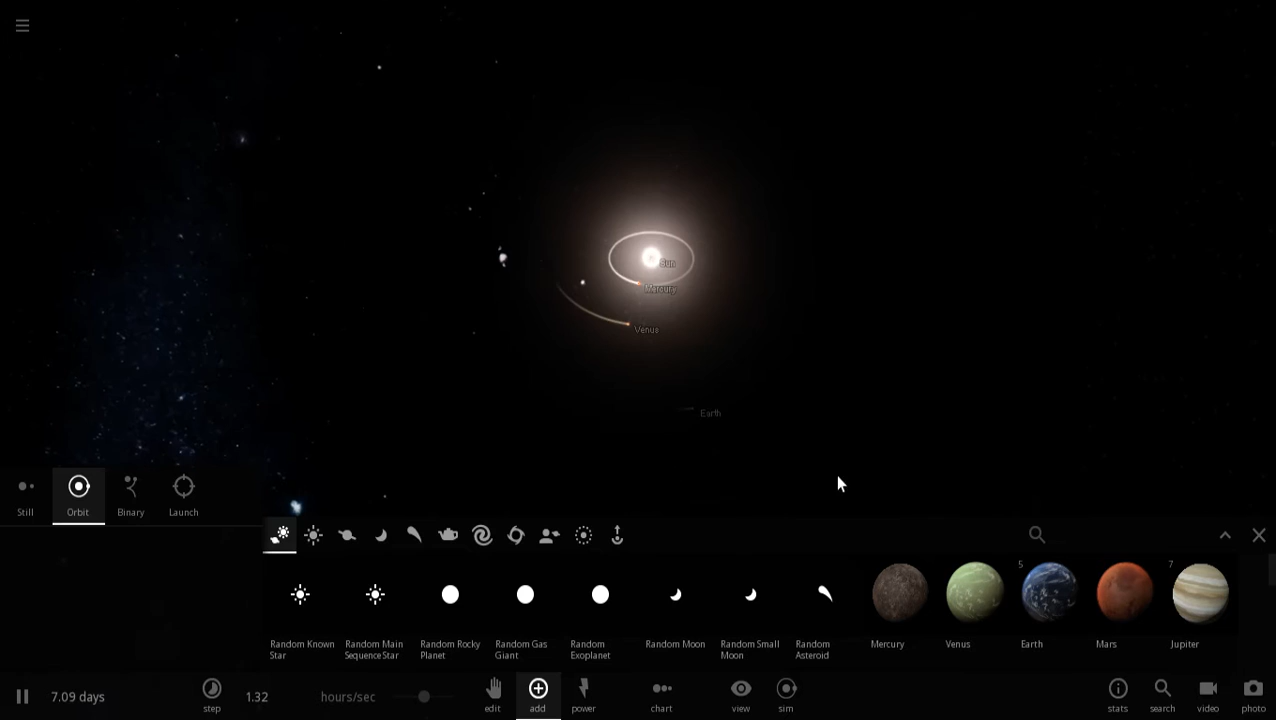 Sun
Mercury
Venus
Earth
Still
Orbit
Binary
Launch
5
7
Random Known
Star
Random Main
Sequence Star
Random Rocky
Planet
Random Gas
Giant
Random
Exoplanet
Random Moon
Random Small
Moon
Random
Asteroid
Mercury
Venus
Earth
Mars
Jupiter
7.09 days
step
1.32
hours/sec
edit
add
power
chart
view
sim
stats
search
video
photo